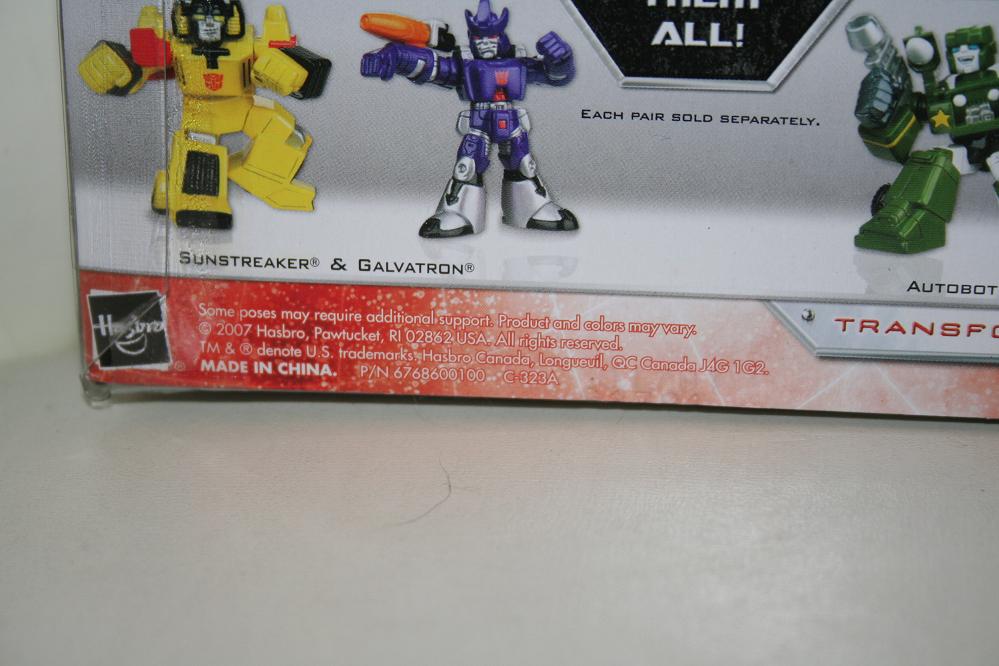 ALL!
EACH PAIR SOLD SEPARATELY.
SUNSTREAKER® & GALVATRON®
AUTOBOT
Hasbro
®
Some poses may require additional support. Product and colors may vary.
© 2007 Hasbro, Pawtucket, RI 02862 USA. All rights reserved.
TM & ® denote U.S. trademarks. Hasbro Canada, Longueuil, QC Canada J4G 1G2.
MADE IN CHINA. P/N 6768600100 C-323A
TRANSFO